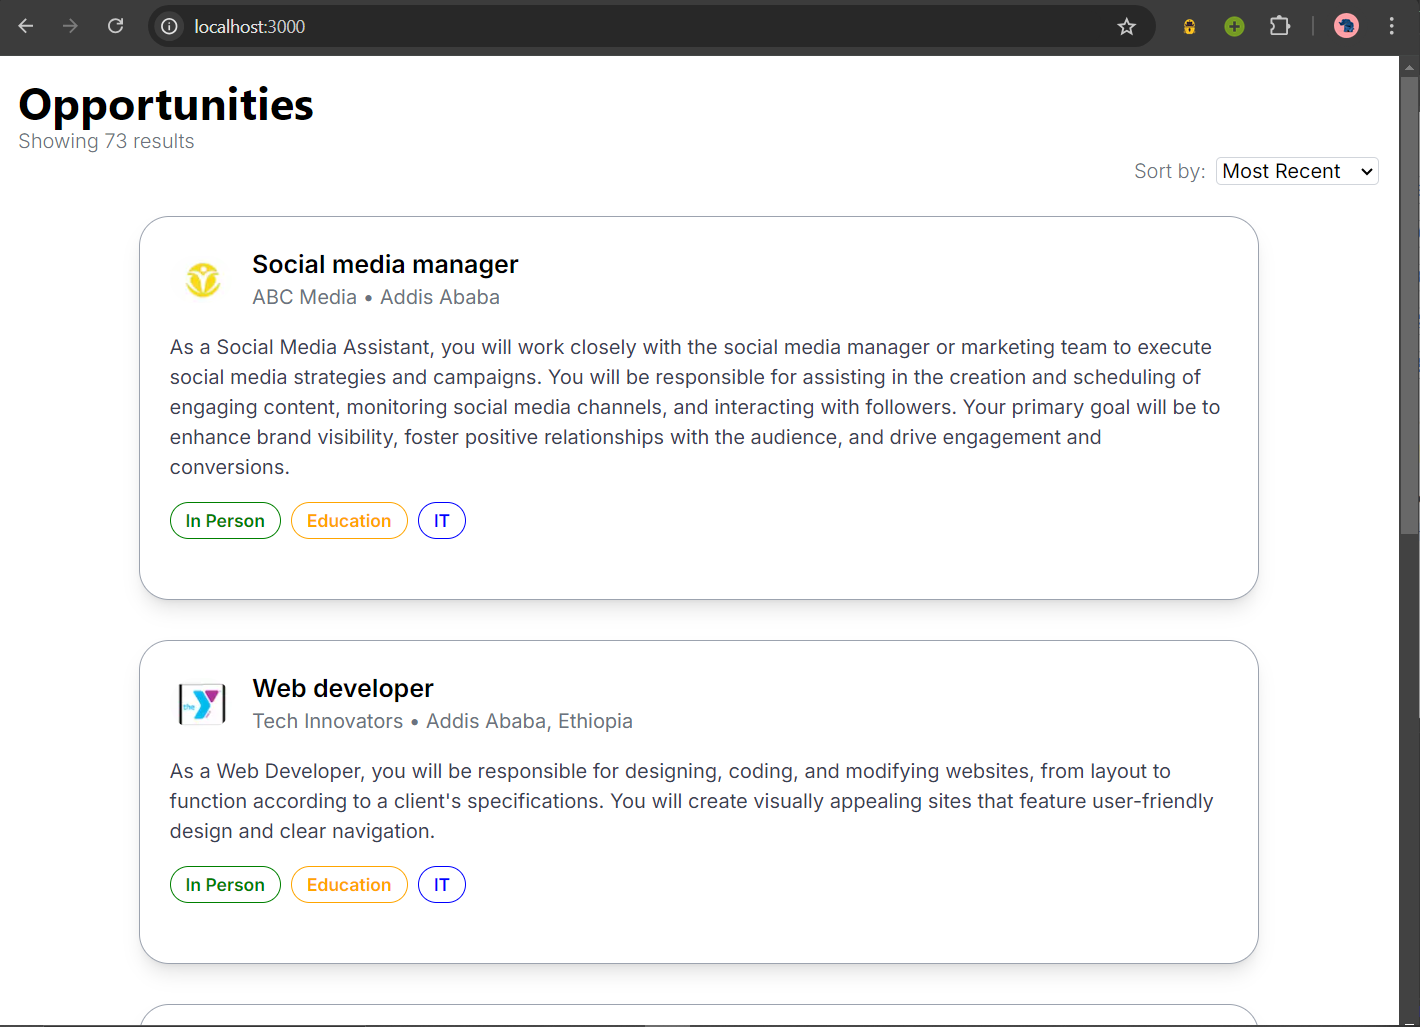 localhost:3000
Opportunities
Showing 73 results
Sort by: Most Recent
Social media manager
ABC Media • Addis Ababa
As a Social Media Assistant, you will work closely with the social media manager or marketing team to execute
social media strategies and campaigns. You will be responsible for assisting in the creation and scheduling of
engaging content, monitoring social media channels, and interacting with followers. Your primary goal will be to
enhance brand visibility, foster positive relationships with the audience, and drive engagement and
conversions.
In Person Education IT
the
Web developer
Tech Innovators • Addis Ababa, Ethiopia
As a Web Developer, you will be responsible for designing, coding, and modifying websites, from layout to
function according to a client's specifications. You will create visually appealing sites that feature user-friendly
design and clear navigation.
In Person Education IT